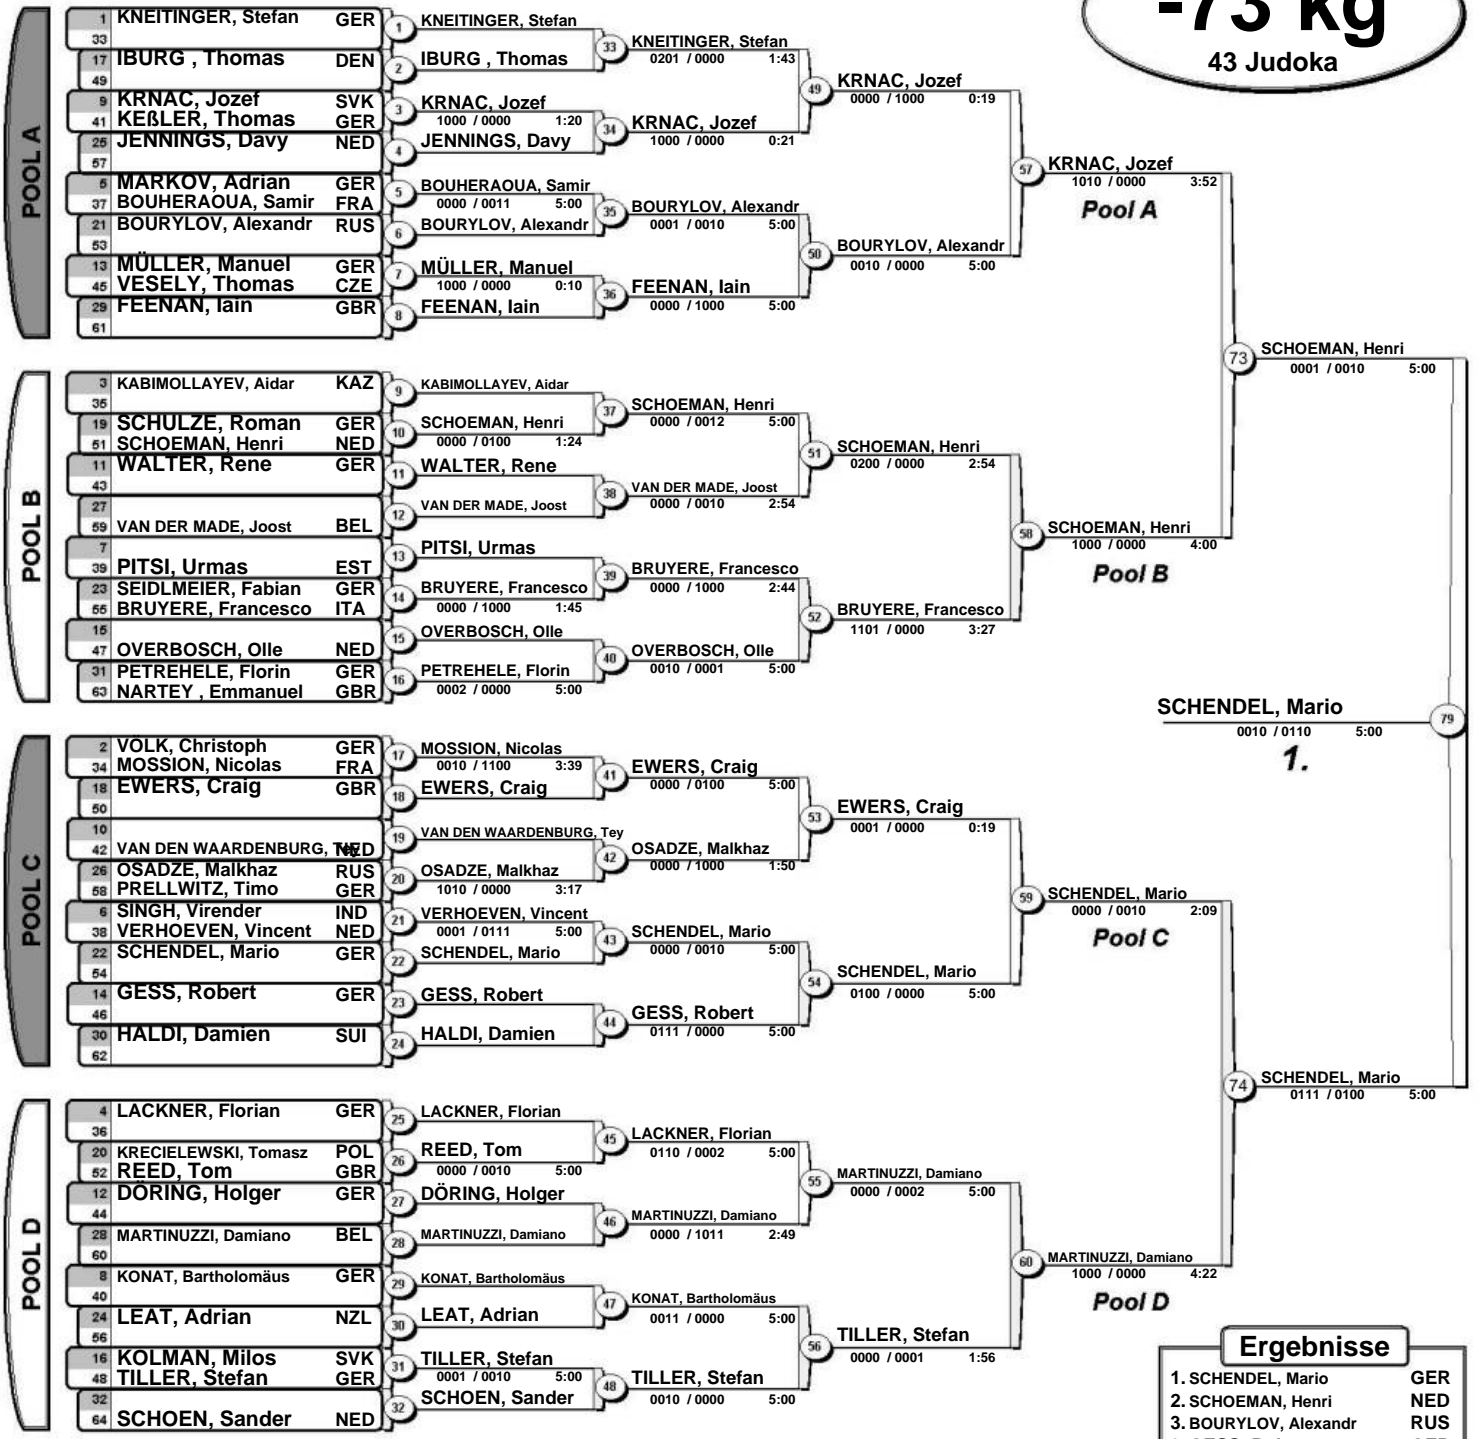 -73 kg
43 Judoka
POOL A
1 KNEITINGER, Stefan GER
33
17 IBURG , Thomas DEN
49
9 KRNAC, Jozef SVK
41 KEßLER, Thomas GER
25 JENNINGS, Davy NED
57
5 MARKOV, Adrian GER
37 BOUHERAOUA, Samir FRA
21 BOURYLOV, Alexandr RUS
53
13 MÜLLER, Manuel GER
45 VESELY, Thomas CZE
29 FEENAN, Iain GBR
61
1 KNEITINGER, Stefan
2 IBURG , Thomas
3 KRNAC, Jozef
1000 / 0000 1:20
4 JENNINGS, Davy
5 BOUHERAOUA, Samir
0000 / 0011 5:00
6 BOURYLOV, Alexandr
7 MÜLLER, Manuel
1000 / 0000 0:10
8 FEENAN, Iain
33 KNEITINGER, Stefan
0201 / 0000 1:43
34 KRNAC, Jozef
1000 / 0000 0:21
35 BOURYLOV, Alexandr
0001 / 0010 5:00
36 FEENAN, Iain
0000 / 1000 5:00
49 KRNAC, Jozef
0000 / 1000 0:19
50 BOURYLOV, Alexandr
0010 / 0000 5:00
57 KRNAC, Jozef
1010 / 0000 3:52
Pool A
POOL B
3 KABIMOLLAYEV, Aidar KAZ
35
19 SCHULZE, Roman GER
51 SCHOEMAN, Henri NED
11 WALTER, Rene GER
43
27
59 VAN DER MADE, Joost BEL
7
39 PITSI, Urmas EST
23 SEIDLMEIER, Fabian GER
55 BRUYERE, Francesco ITA
15
47 OVERBOSCH, Olle NED
31 PETREHELE, Florin GER
63 NARTEY , Emmanuel GBR
9 KABIMOLLAYEV, Aidar
10 SCHOEMAN, Henri
0000 / 0100 1:24
11 WALTER, Rene
12 VAN DER MADE, Joost
13 PITSI, Urmas
14 BRUYERE, Francesco
0000 / 1000 1:45
15 OVERBOSCH, Olle
16 PETREHELE, Florin
0002 / 0000 5:00
37 SCHOEMAN, Henri
0000 / 0012 5:00
38 VAN DER MADE, Joost
0000 / 0010 2:54
39 BRUYERE, Francesco
0000 / 1000 2:44
40 OVERBOSCH, Olle
0010 / 0001 5:00
51 SCHOEMAN, Henri
0200 / 0000 2:54
52 BRUYERE, Francesco
1101 / 0000 3:27
58 SCHOEMAN, Henri
1000 / 0000 4:00
Pool B
73 SCHOEMAN, Henri
0001 / 0010 5:00
SCHENDEL, Mario 79
0010 / 0110 5:00
1.
POOL C
2 VÖLK, Christoph GER
34 MOSSION, Nicolas FRA
18 EWERS, Craig GBR
50
10
42 VAN DEN WAARDENBURG, Tey NED
26 OSADZE, Malkhaz RUS
58 PRELLWITZ, Timo GER
6 SINGH, Virender IND
38 VERHOEVEN, Vincent NED
22 SCHENDEL, Mario GER
54
14 GESS, Robert GER
46
30 HALDI, Damien SUI
62
17 MOSSION, Nicolas
0010 / 1100 3:39
18 EWERS, Craig
19 VAN DEN WAARDENBURG, Tey
20 OSADZE, Malkhaz
1010 / 0000 3:17
21 VERHOEVEN, Vincent
0001 / 0111 5:00
22 SCHENDEL, Mario
23 GESS, Robert
24 HALDI, Damien
41 EWERS, Craig
0000 / 0100 5:00
42 OSADZE, Malkhaz
0000 / 1000 1:50
43 SCHENDEL, Mario
0000 / 0010 5:00
44 GESS, Robert
0111 / 0000 5:00
53 EWERS, Craig
0001 / 0000 0:19
54 SCHENDEL, Mario
0100 / 0000 5:00
59 SCHENDEL, Mario
0000 / 0010 2:09
Pool C
74 SCHENDEL, Mario
0111 / 0100 5:00
POOL D
4 LACKNER, Florian GER
36
20 KRECIELEWSKI, Tomasz POL
52 REED, Tom GBR
12 DÖRING, Holger GER
44
28 MARTINUZZI, Damiano BEL
60
8 KONAT, Bartholomäus GER
40
24 LEAT, Adrian NZL
56
16 KOLMAN, Milos SVK
48 TILLER, Stefan GER
32
64 SCHOEN, Sander NED
25 LACKNER, Florian
26 REED, Tom
0000 / 0010 5:00
27 DÖRING, Holger
28 MARTINUZZI, Damiano
29 KONAT, Bartholomäus
30 LEAT, Adrian
31 TILLER, Stefan
0001 / 0010 5:00
32 SCHOEN, Sander
45 LACKNER, Florian
0110 / 0002 5:00
46 MARTINUZZI, Damiano
0000 / 1011 2:49
47 KONAT, Bartholomäus
0011 / 0000 5:00
48 TILLER, Stefan
0010 / 0000 5:00
55 MARTINUZZI, Damiano
0000 / 0002 5:00
56 TILLER, Stefan
0000 / 0001 1:56
60 MARTINUZZI, Damiano
1000 / 0000 4:22
Pool D
Ergebnisse
1. SCHENDEL, Mario GER
2. SCHOEMAN, Henri NED
3. BOURYLOV, Alexandr RUS